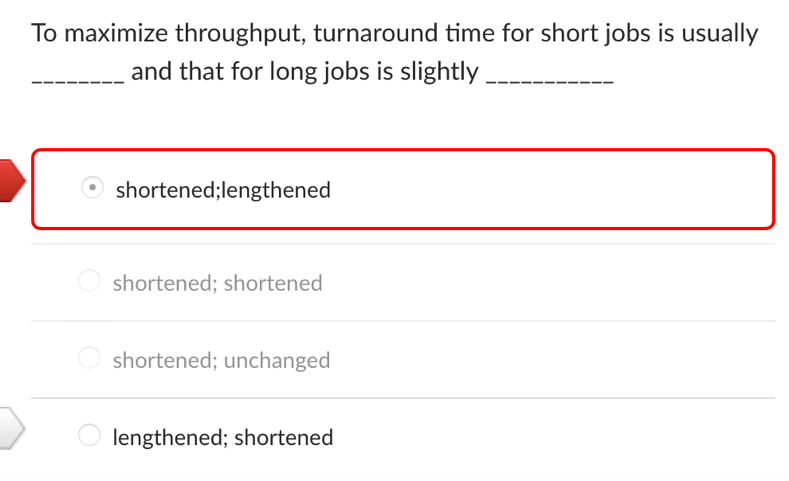 To maximize throughput, turnaround time for short jobs is usually
________ and that for long jobs is slightly ___________
shortened;lengthened
shortened; shortened
shortened; unchanged
lengthened; shortened